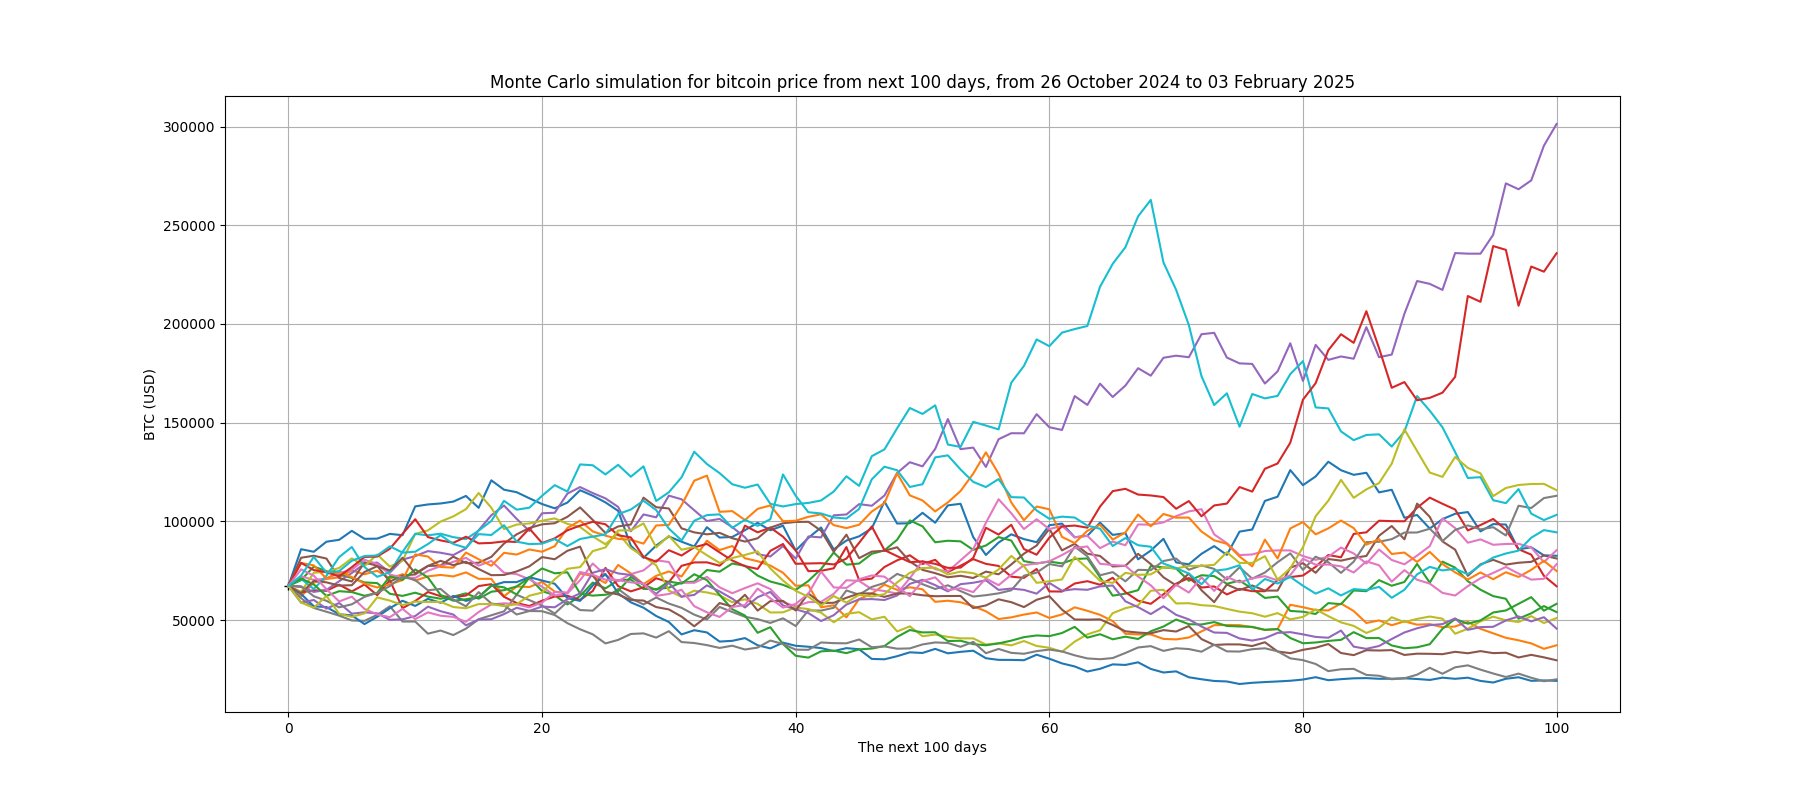 Monte Carlo simulation for bitcoin price from next 100 days, from 26 October 2024 to 03 February 2025
300000
250000
200000
150000
100000
50000
BTC (USD)
0 20 40 60 80 100
The next 100 days